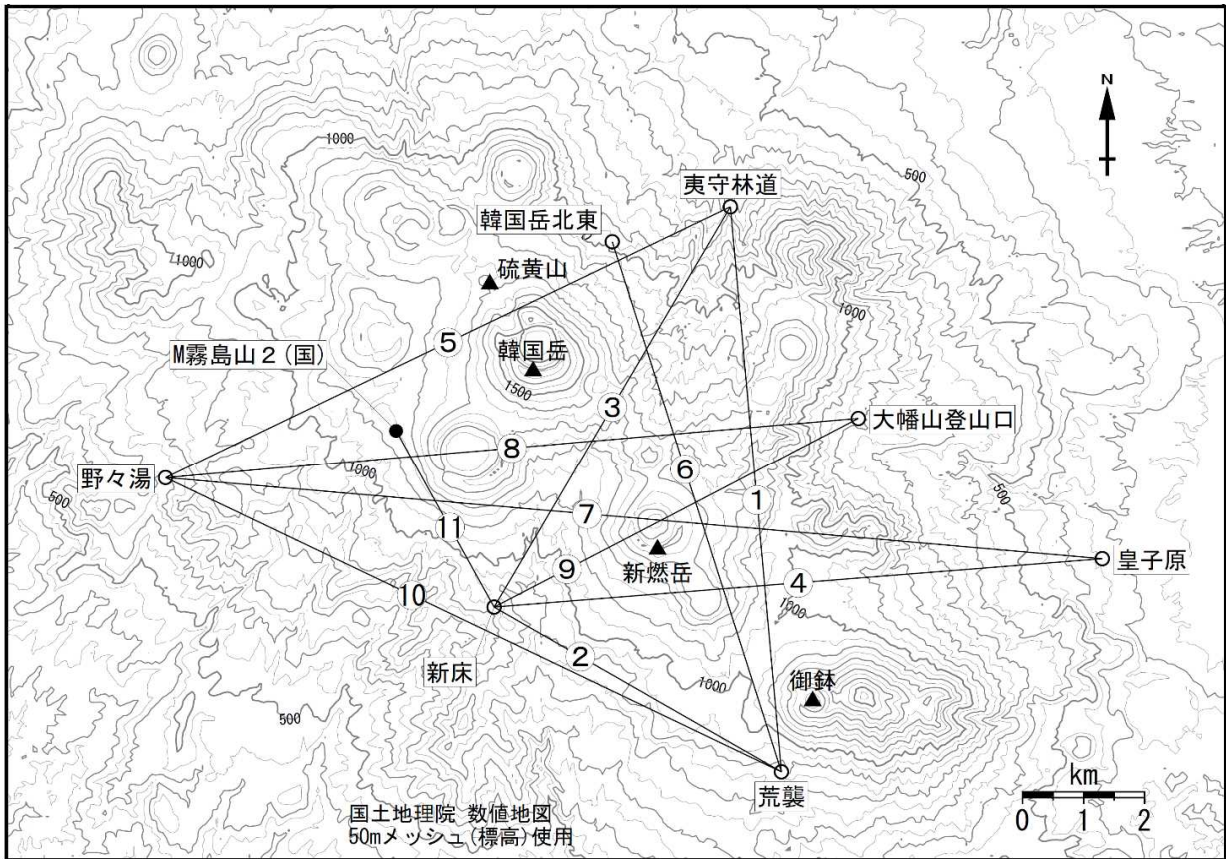 N
1000
500
夷守林道
韓国岳北東
1000
硫黄山
1000
5
M霧島山2(国)
韓国岳
1500
3
大幡山登山口
8
1000
6
野々湯
500
500
1
11
7
9
新燃岳
皇子原
4
10
1000
新床
2
1000
御鉢
500
荒襲
km
0 1 2
国土地理院 数値地図
50mメッシュ(標高)使用